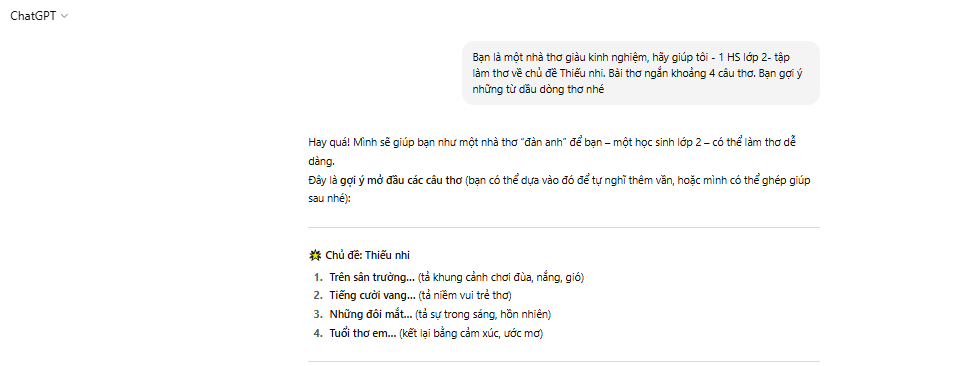 ChatGPT
Bạn là một nhà thơ giàu kinh nghiệm, hãy giúp tôi - 1 HS lớp 2- tập
làm thơ về chủ đề Thiếu nhi. Bài thơ ngắn khoảng 4 câu thơ. Bạn gợi ý
những từ đầu dòng thơ nhé
Hay quá! Mình sẽ giúp bạn như một nhà thơ "đàn anh" để bạn – một học sinh lớp 2 – có thể làm thơ dễ
dàng.
Đây là gợi ý mở đầu các câu thơ (bạn có thể dựa vào đó để tự nghĩ thêm vần, hoặc mình có thể ghép giúp
sau nhé):
Chủ đề: Thiếu nhi
1. Trên sân trường... (tả khung cảnh chơi đùa, nắng, gió)
2. Tiếng cười vang... (tả niềm vui trẻ thơ)
3. Những đôi mắt... (tả sự trong sáng, hồn nhiên)
4. Tuổi thơ em... (kết lại bằng cảm xúc, ước mơ)